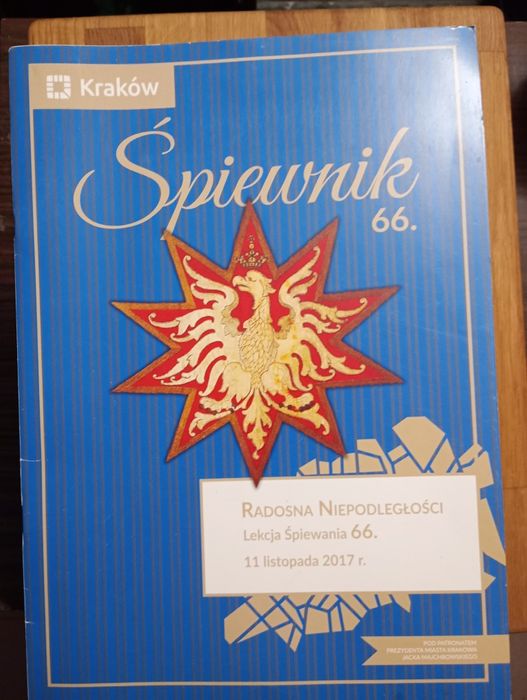 Kraków
Śpiewnik
66.
RADOSNA NIEPODLEGŁOŚCI
Lekcja Śpiewania 66.
11 listopada 2017 r.
POD PATRONATEM
PREZYDENTA MIASTA KRAKOWA
JACKA MAJCHROWSKIEGO